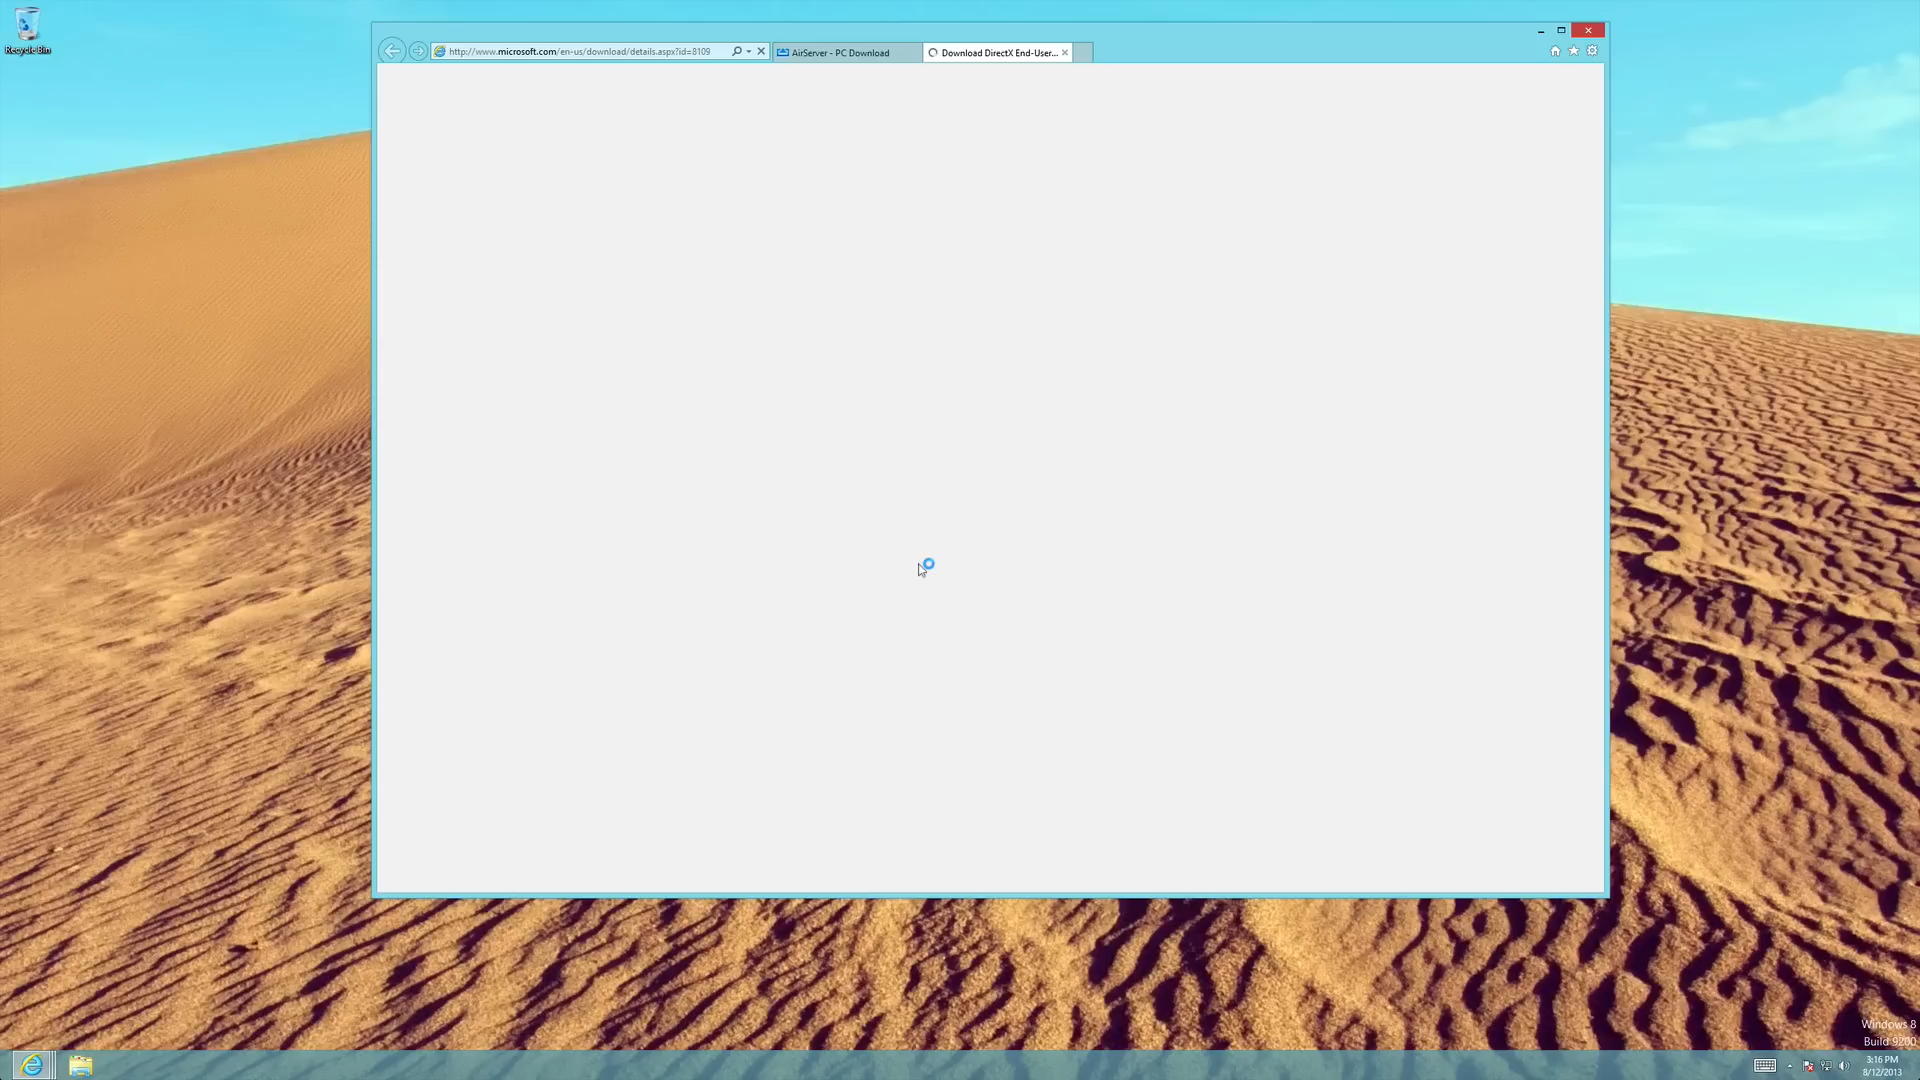 Recycle Bin
http://www.microsoft.com/en-us/download/details.aspx?id=8109
AirServer - PC Download
Download DirectX End-User...
Windows 8
Build 9200
3:16 PM
8/12/2013